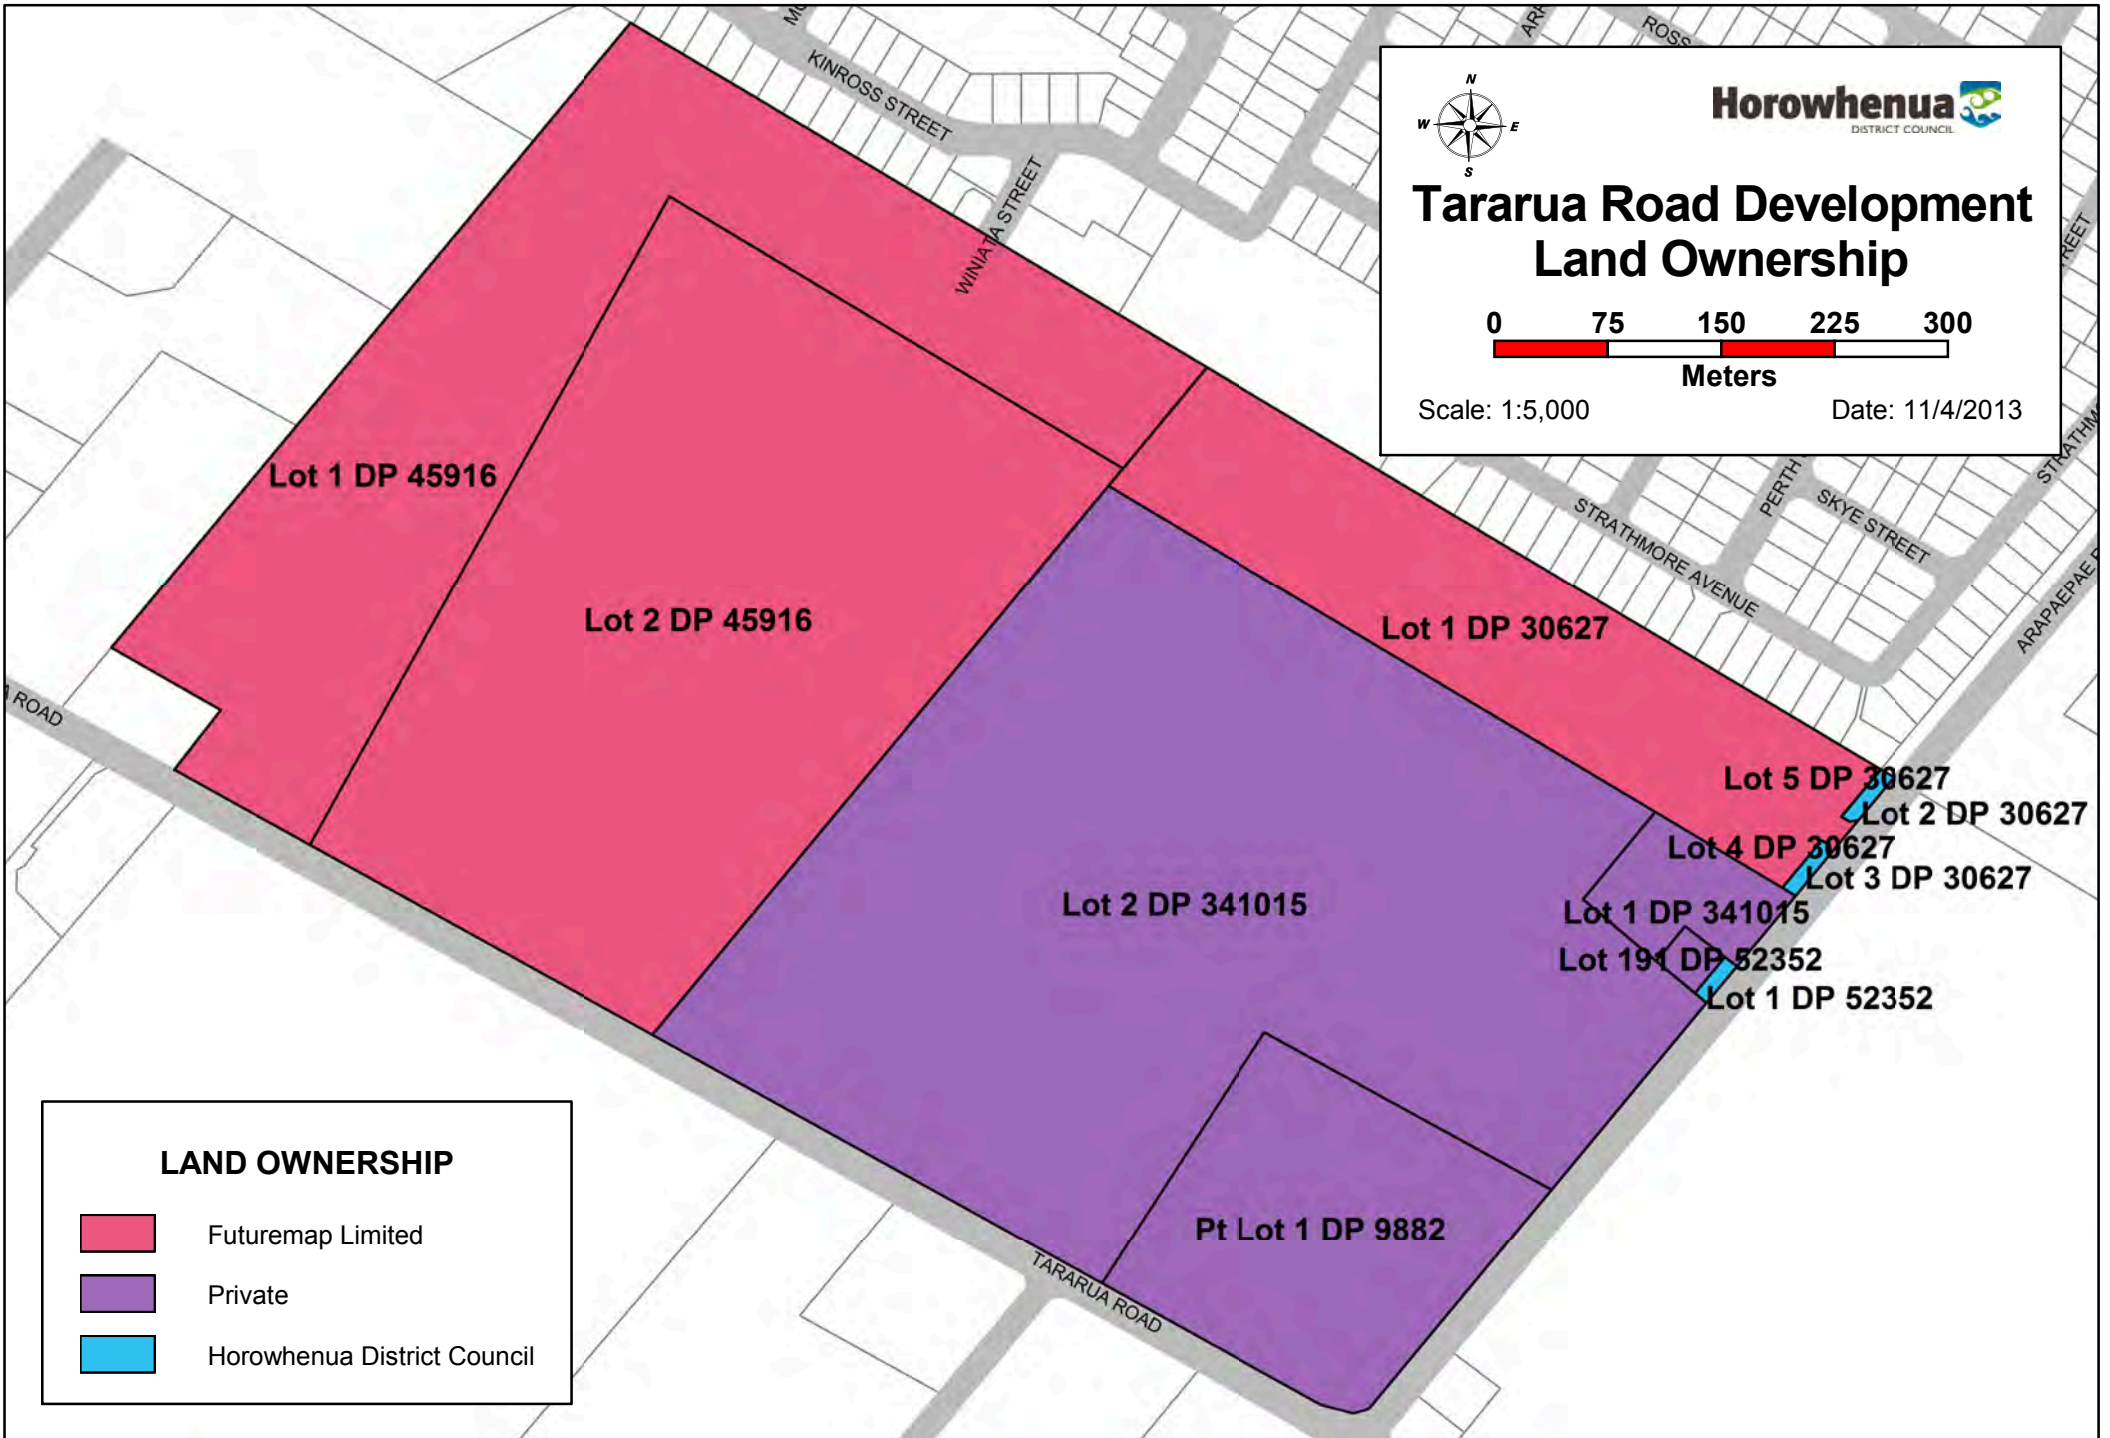 KINROSS STREET
WINIATA STREET
ROSS
N
W
E
S
Horowhenua
DISTRICT COUNCIL
Tararua Road Development
Land Ownership
0 75 150 225 300
Meters
Scale: 1:5,000
Date: 11/4/2013
REET
STRATHM
PERTH
SKYE STREET
STRATHMORE AVENUE
ARAPAEPAE R
Lot 1 DP 45916
Lot 2 DP 45916
Lot 1 DP 30627
A ROAD
Lot 5 DP 30627
Lot 2 DP 30627
Lot 4 DP 30627
Lot 3 DP 30627
Lot 2 DP 341015
Lot 1 DP 341015
Lot 191 DP 52352
Lot 1 DP 52352
Pt Lot 1 DP 9882
TARARUA ROAD
LAND OWNERSHIP
Futuremap Limited
Private
Horowhenua District Council